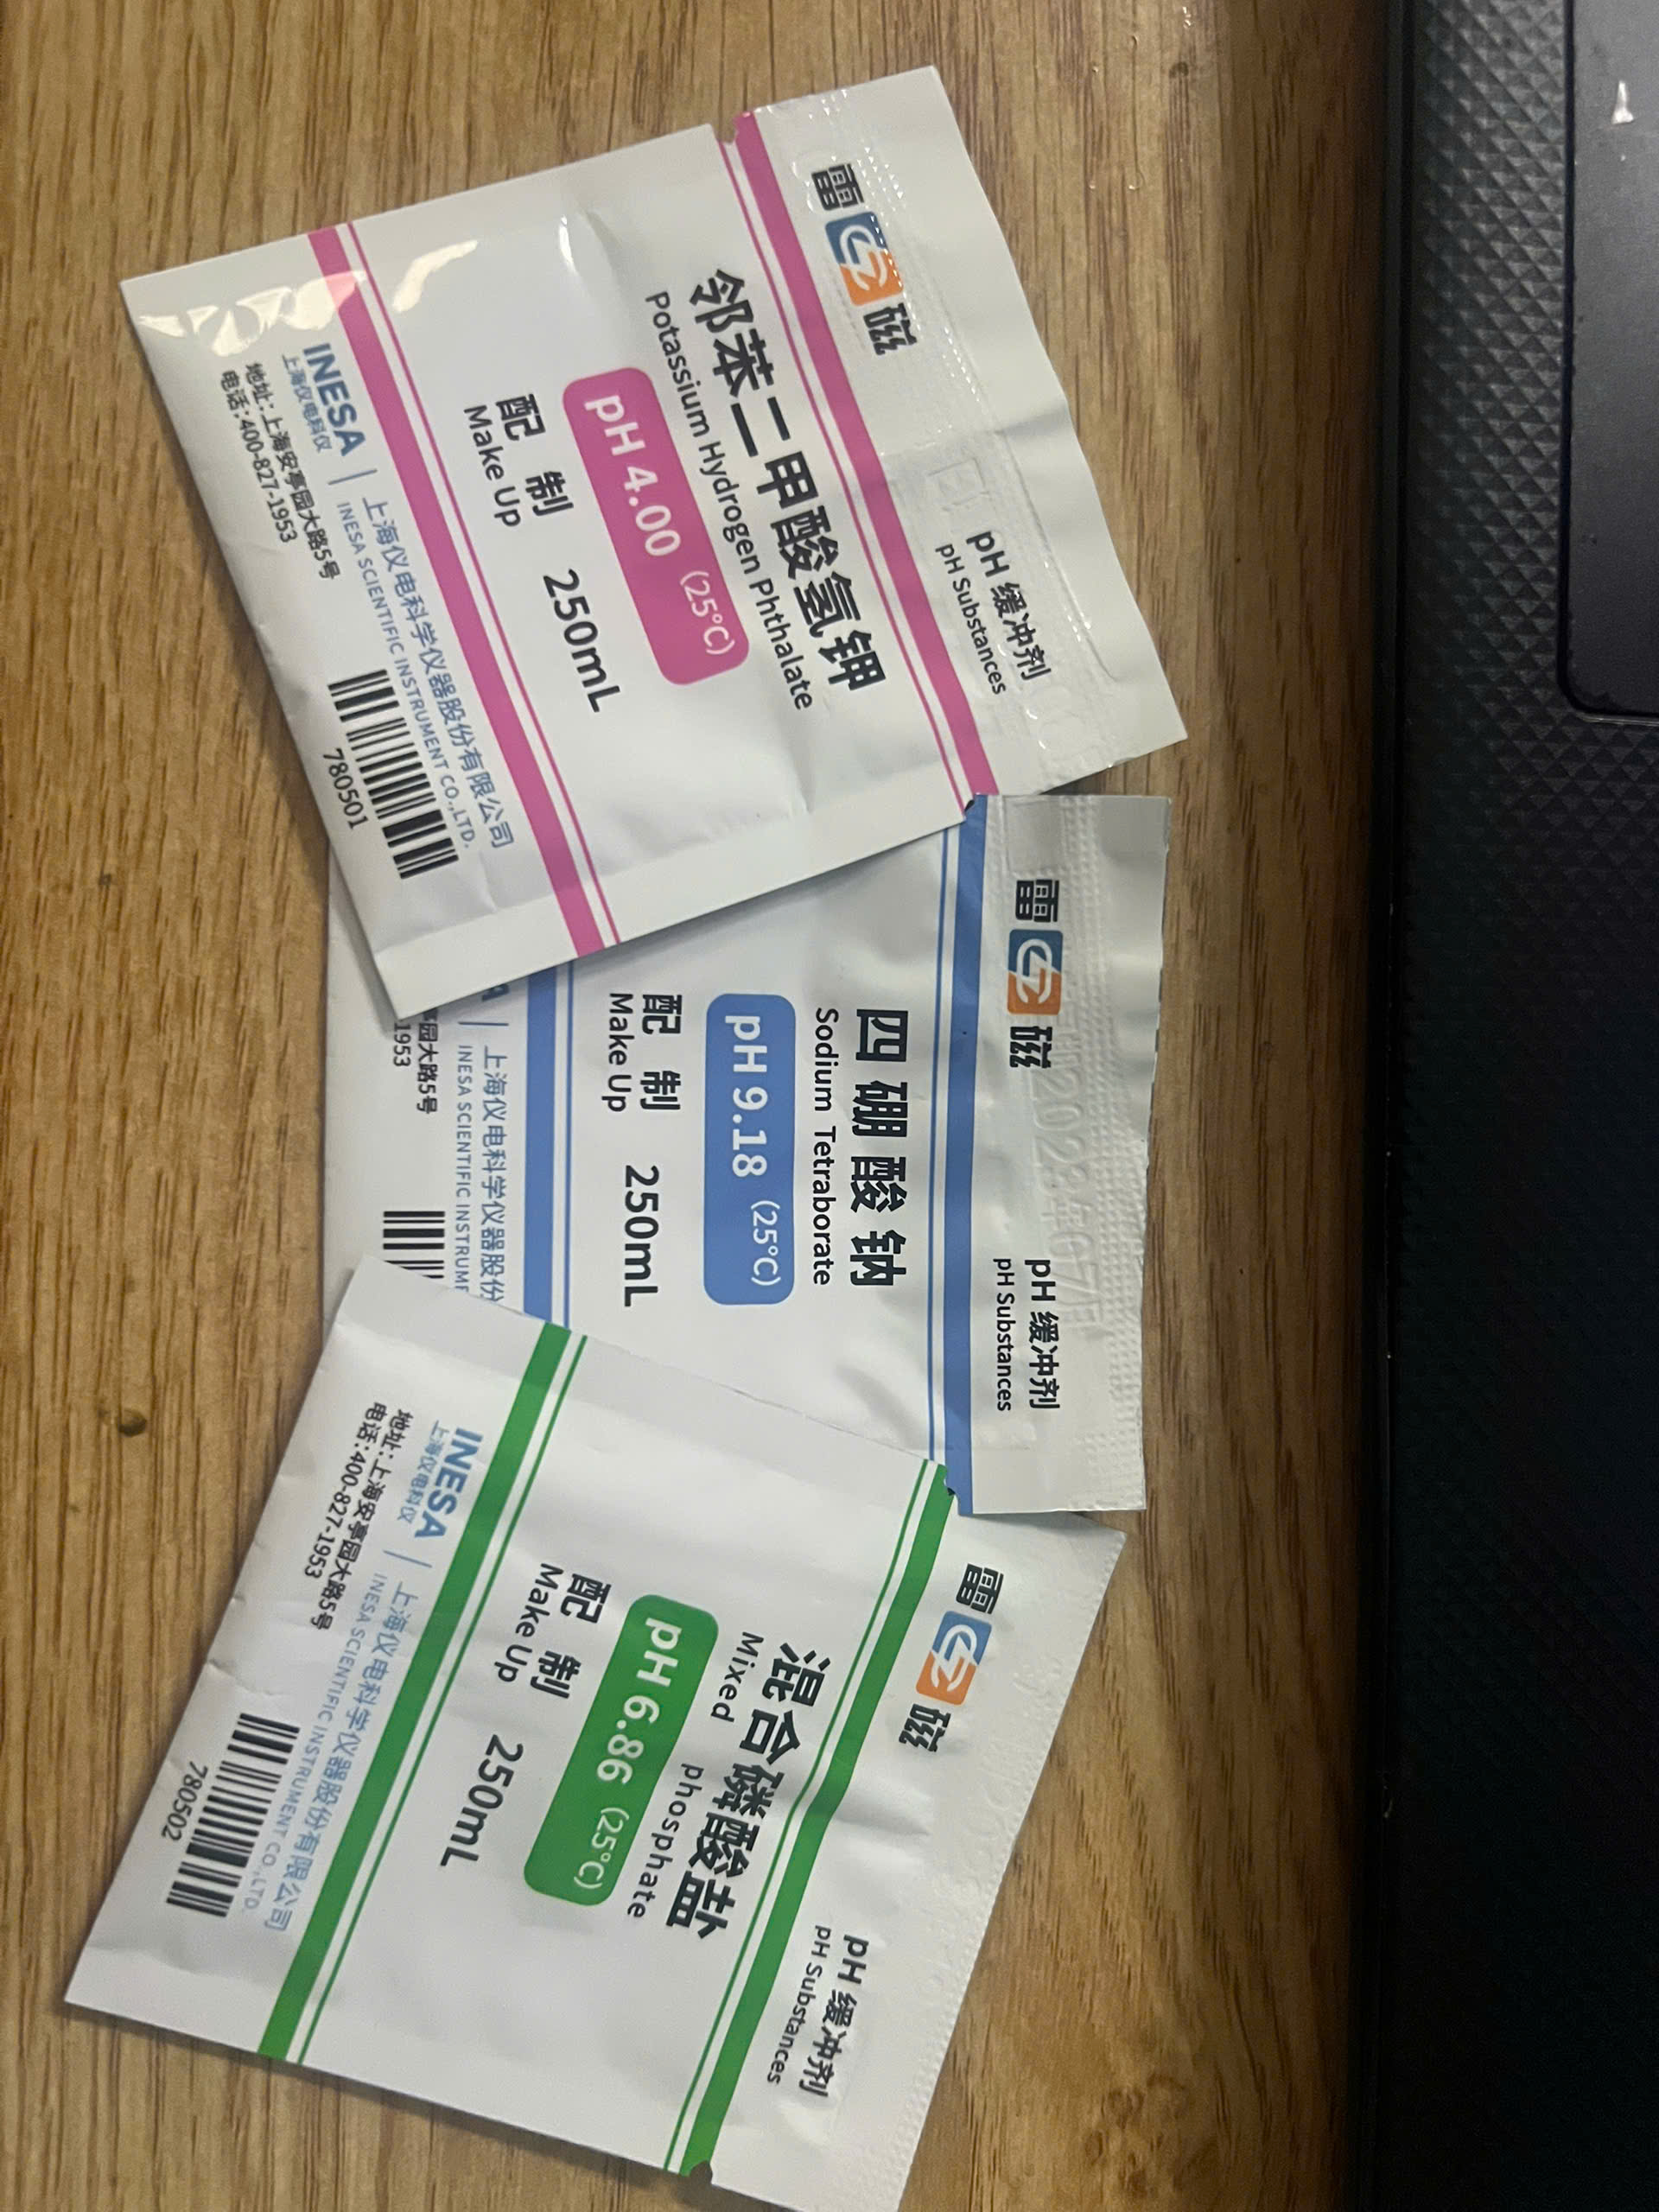 雷 磁
pH 缓冲剂
pH Substances
邻苯二甲酸氢钾
Potassium Hydrogen Phthalate
pH 4.00 (25°C)
配 制 250mL
Make Up
INESA
上海仪电科仪
上海仪电科学仪器股份有限公司
INESA SCIENTIFIC INSTRUMENT CO.,LTD.
地址:上海安亭园大路5号
电话:400-827-1953
780501
雷 磁
pH 缓冲剂
pH Substances
四硼酸钠
Sodium Tetraborate
pH 9.18 (25°C)
配 制 250mL
Make Up
上海仪电科学仪器股份
INESA SCIENTIFIC INSTRUME
园大路5号
1953
雷 磁
pH 缓冲剂
pH Substances
混合磷酸盐
Mixed phosphate
pH 6.86 (25°C)
配 制 250mL
Make Up
INESA
上海仪电科仪
上海仪电科学仪器股份有限公司
INESA SCIENTIFIC INSTRUMENT CO.,LTD.
地址:上海安亭园大路5号
电话:400-827-1953
780502